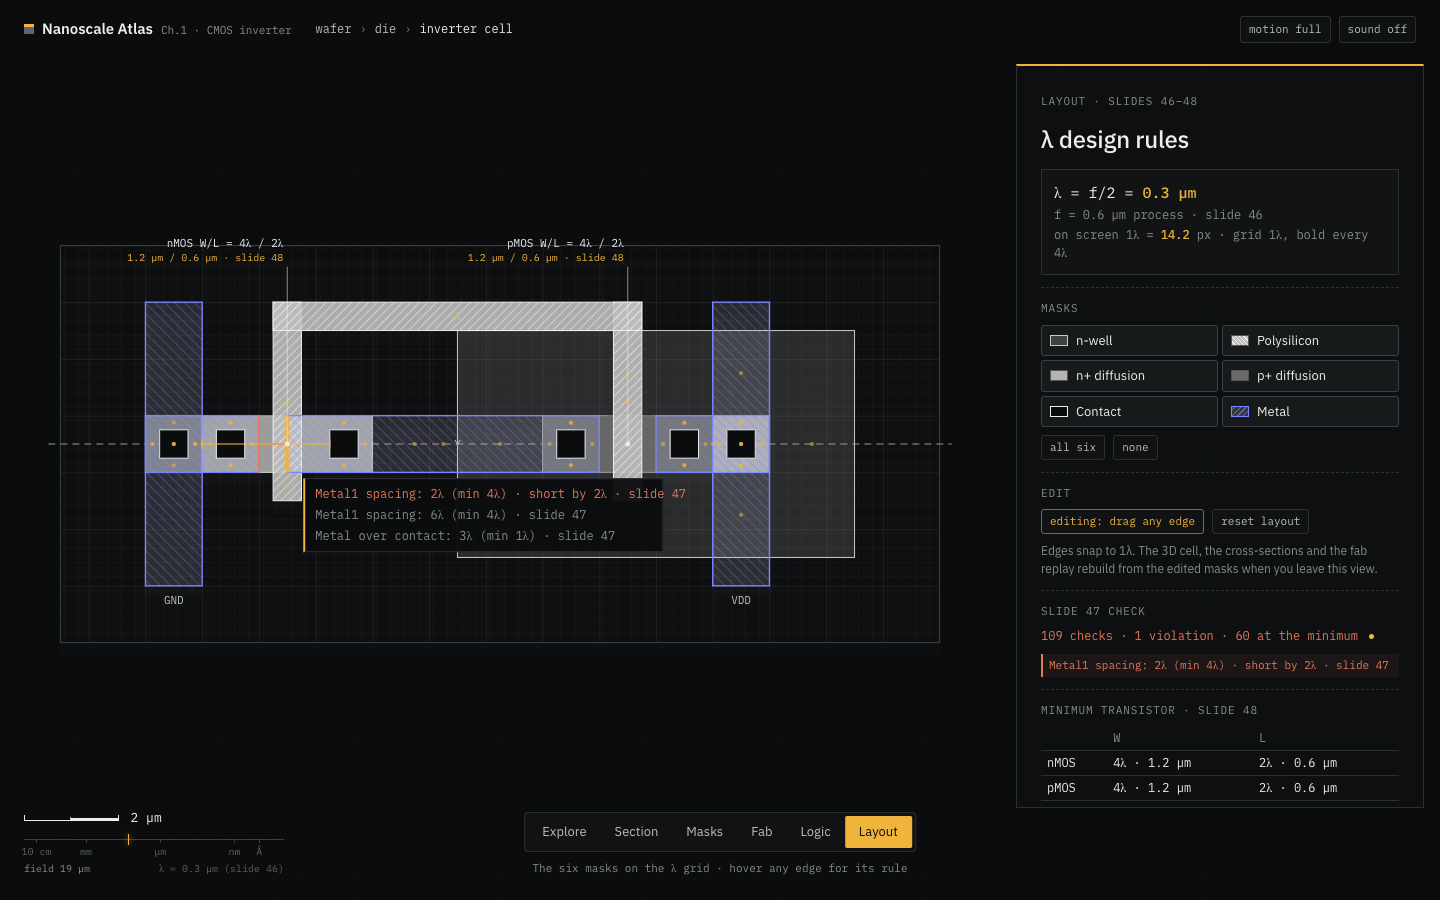 Nanoscale Atlas Ch.1 · CMOS inverter wafer › die › inverter cell motion full sound off
nMOS W/L = 4λ / 2λ
1.2 µm / 0.6 µm · slide 48
pMOS W/L = 4λ / 2λ
1.2 µm / 0.6 µm · slide 48
Metal1 spacing: 2λ (min 4λ) · short by 2λ · slide 47
Metal1 spacing: 6λ (min 4λ) · slide 47
Metal over contact: 3λ (min 1λ) · slide 47
GND
VDD
LAYOUT · SLIDES 46–48
λ design rules
λ = f/2 = 0.3 µm
f = 0.6 µm process · slide 46
on screen 1λ = 14.2 px · grid 1λ, bold every
4λ
MASKS
n-well Polysilicon
n+ diffusion p+ diffusion
Contact Metal
all six none
EDIT
editing: drag any edge reset layout
Edges snap to 1λ. The 3D cell, the cross-sections and the fab
replay rebuild from the edited masks when you leave this view.
SLIDE 47 CHECK
109 checks · 1 violation · 60 at the minimum
Metal1 spacing: 2λ (min 4λ) · short by 2λ · slide 47
MINIMUM TRANSISTOR · SLIDE 48
W L
nMOS 4λ · 1.2 µm 2λ · 0.6 µm
pMOS 4λ · 1.2 µm 2λ · 0.6 µm
2 µm
10 cm mm µm nm Å
field 19 µm λ = 0.3 µm (slide 46)
Explore Section Masks Fab Logic Layout
The six masks on the λ grid · hover any edge for its rule